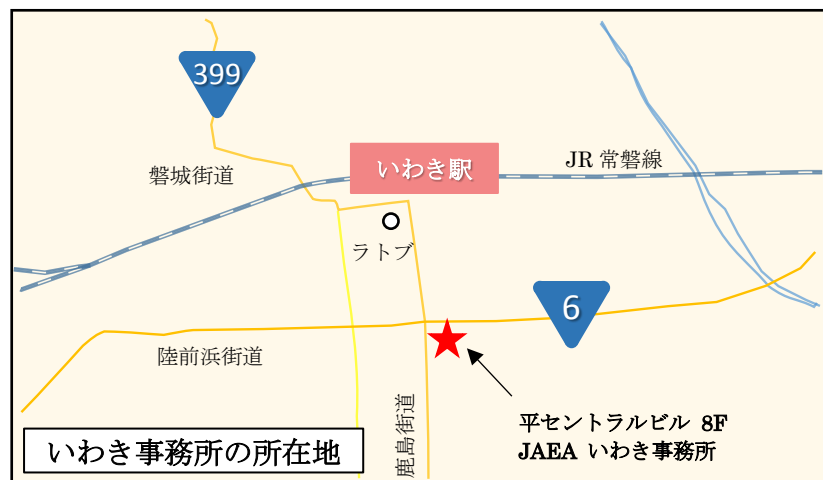 399
いわき駅
JR 常磐線
磐城街道
ラトブ
6
陸前浜街道
鹿島街道
平セントラルビル 8F
JAEA いわき事務所
いわき事務所の所在地